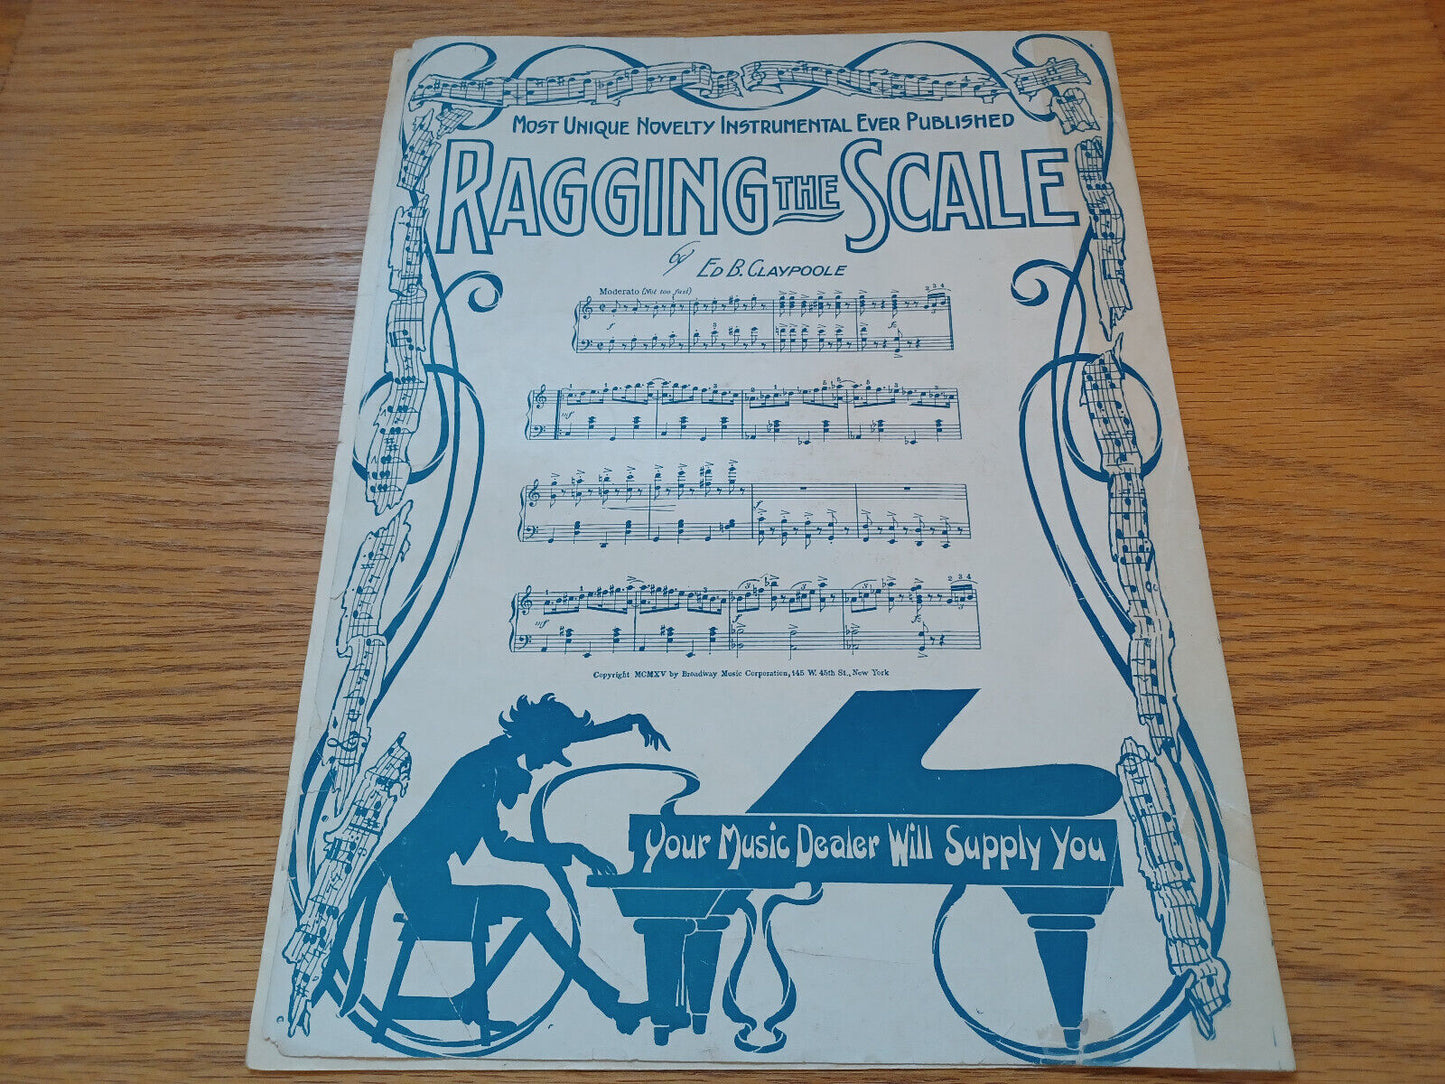 MOST UNIQUE NOVELTY INSTRUMENTAL EVER PUBLISHED
RAGGING THE SCALE
by ED B. CLAYPOOLE
Moderato (Not too fast)
Copyright MCMXV by Broadway Music Corporation, 145 W. 45th St., New York
Your Music Dealer Will Supply You